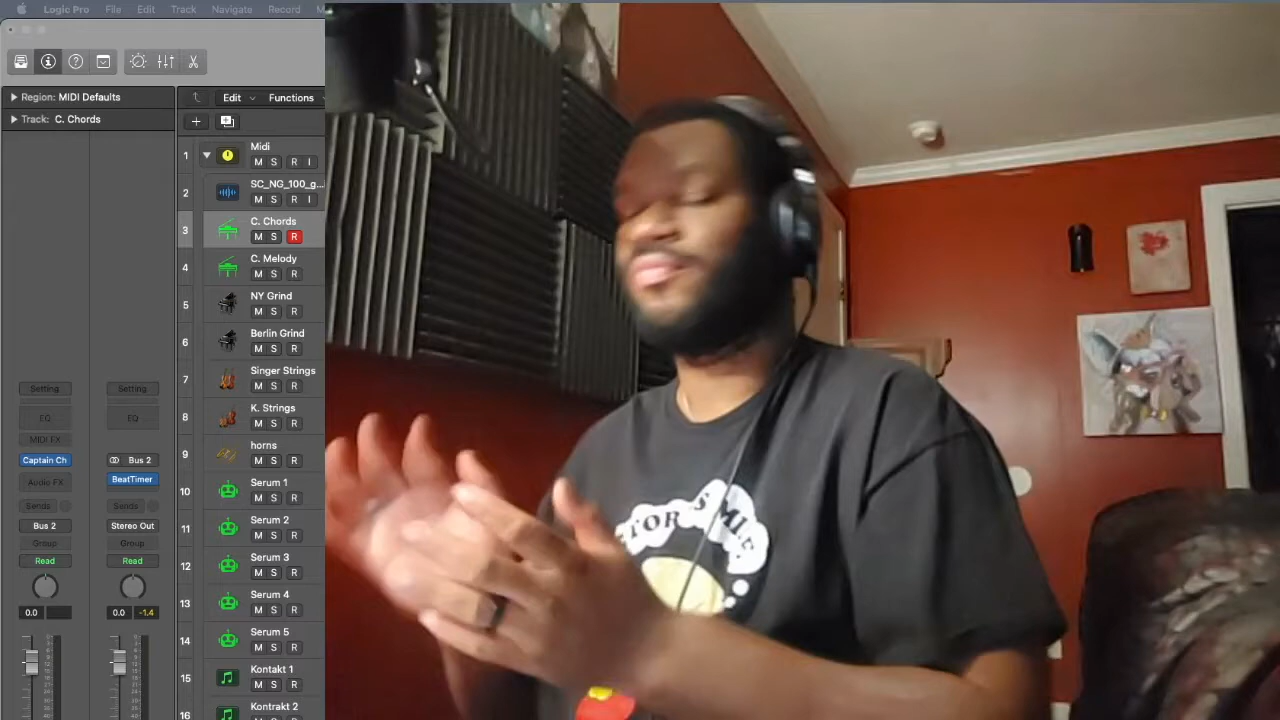 Logic Pro File Edit Track Navigate Record
Region: MIDI Defaults
Track: C. Chords
Edit Functions
1 Midi
M S R I
2 SC_NG_100_g...
M S R I
3 C. Chords
M S R
4 C. Melody
M S R
5 NY Grind
M S R
6 Berlin Grind
M S R
7 Singer Strings
M S R
8 K. Strings
M S R
9 horns
M S R
10 Serum 1
M S R
11 Serum 2
M S R
12 Serum 3
M S R
13 Serum 4
M S R
14 Serum 5
M S R
15 Kontakt 1
M S R
16 Kontrakt 2
Setting Setting
EQ EQ
MIDI FX
Captain Ch Bus 2
Audio FX BeatTimer
Sends Sends
Bus 2 Stereo Out
Group Group
Read Read
0.0 0.0 -1.4